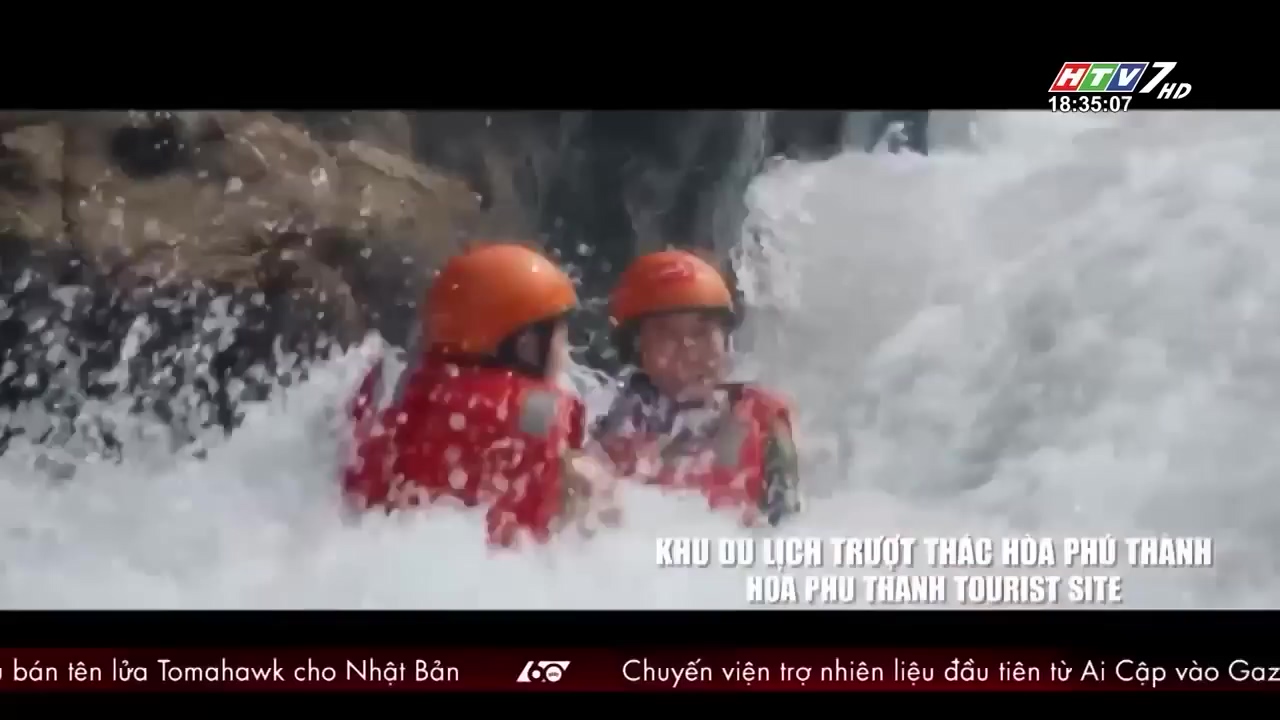 HTV7 HD
18:35:07
KHU DU LỊCH TRƯỢT THÁC HÒA PHÚ THÀNH
HOA PHU THANH TOURIST SITE
bán tên lửa Tomahawk cho Nhật Bản
60
Chuyến viện trợ nhiên liệu đầu tiên từ Ai Cập vào Gaz